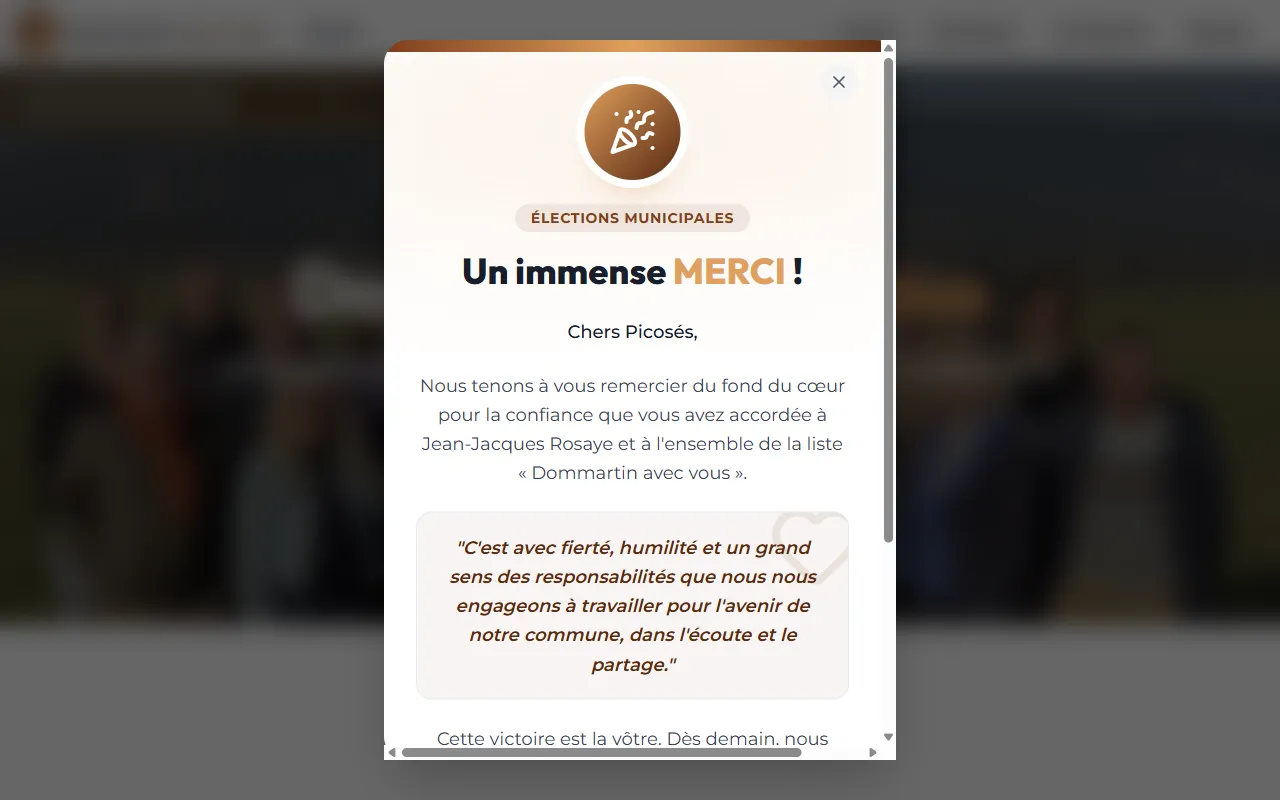 ÉLECTIONS MUNICIPALES
Un immense MERCI !
Chers Picosés,
Nous tenons à vous remercier du fond du cœur
pour la confiance que vous avez accordée à
Jean-Jacques Rosaye et à l'ensemble de la liste
« Dommartin avec vous ».
"C'est avec fierté, humilité et un grand
sens des responsabilités que nous nous
engageons à travailler pour l'avenir de
notre commune, dans l'écoute et le
partage."
Cette victoire est la vôtre. Dès demain, nous